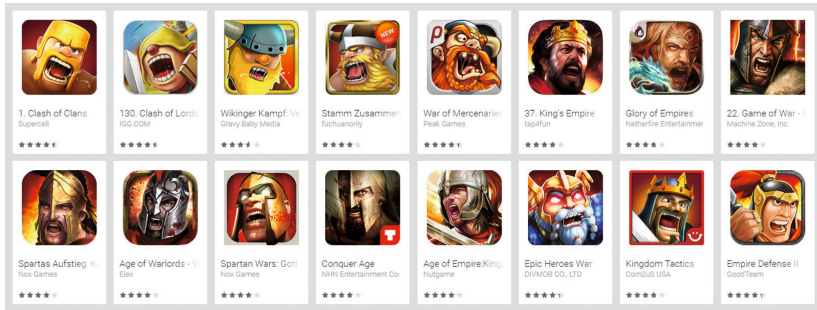 NEW
1. Clash of Clans
Supercell
130. Clash of Lords
IGG.COM
Wikinger Kampf: Ve
Gravy Baby Media
Stamm Zusammen
fuchuanonly
War of Mercenaries
Peak Games
37. King's Empire
tap4fun
Glory of Empires
Netherfire Entertainmen
22. Game of War - F
Machine Zone, Inc.
Spartas Aufstieg: K
Nox Games
Age of Warlords - V
Elex
Spartan Wars: Gott
Nox Games
Conquer Age
NHN Entertainment Co
Age of Empire:King
Nutgame
Epic Heroes War
DIVMOB CO., LTD
Kingdom Tactics
Com2uS USA
Empire Defense II
GoodTeam